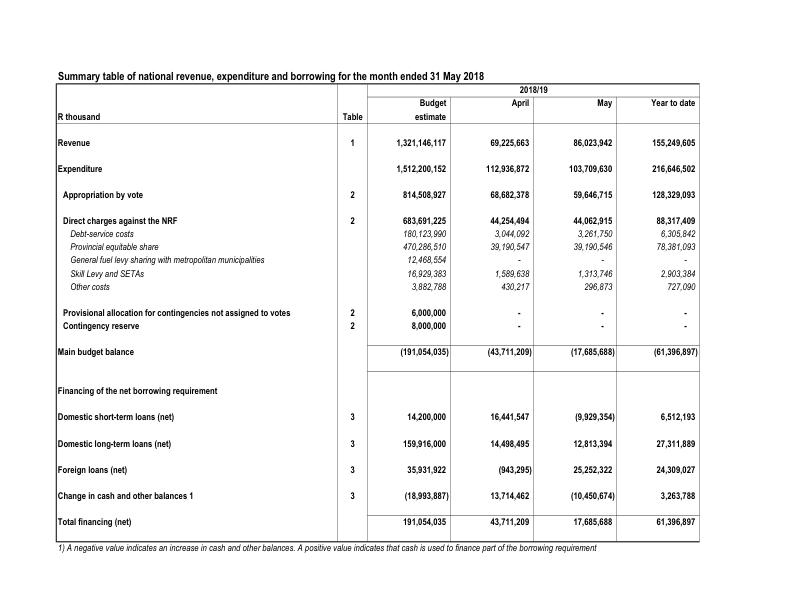 Summary table of national revenue, expenditure and borrowing for the month ended 31 May 2018
2018/19
Budget April May Year to date
R thousand Table estimate
Revenue 1 1,321,146,117 69,225,663 86,023,942 155,249,605
Expenditure 1,512,200,152 112,936,872 103,709,630 216,646,502
Appropriation by vote 2 814,508,927 68,682,378 59,646,715 128,329,093
Direct charges against the NRF 2 683,691,225 44,254,494 44,062,915 88,317,409
Debt-service costs 180,123,990 3,044,092 3,261,750 6,305,842
Provincial equitable share 470,286,510 39,190,547 39,190,546 78,381,093
General fuel levy sharing with metropolitan municipalities 12,468,554 - - -
Skill Levy and SETAs 16,929,383 1,589,638 1,313,746 2,903,384
Other costs 3,882,788 430,217 296,873 727,090
Provisional allocation for contingencies not assigned to votes 2 6,000,000 - - -
Contingency reserve 2 8,000,000 - - -
Main budget balance (191,054,035) (43,711,209) (17,685,688) (61,396,897)
Financing of the net borrowing requirement
Domestic short-term loans (net) 3 14,200,000 16,441,547 (9,929,354) 6,512,193
Domestic long-term loans (net) 3 159,916,000 14,498,495 12,813,394 27,311,889
Foreign loans (net) 3 35,931,922 (943,295) 25,252,322 24,309,027
Change in cash and other balances 1 3 (18,993,887) 13,714,462 (10,450,674) 3,263,788
Total financing (net) 191,054,035 43,711,209 17,685,688 61,396,897
1) A negative value indicates an increase in cash and other balances. A positive value indicates that cash is used to finance part of the borrowing requirement